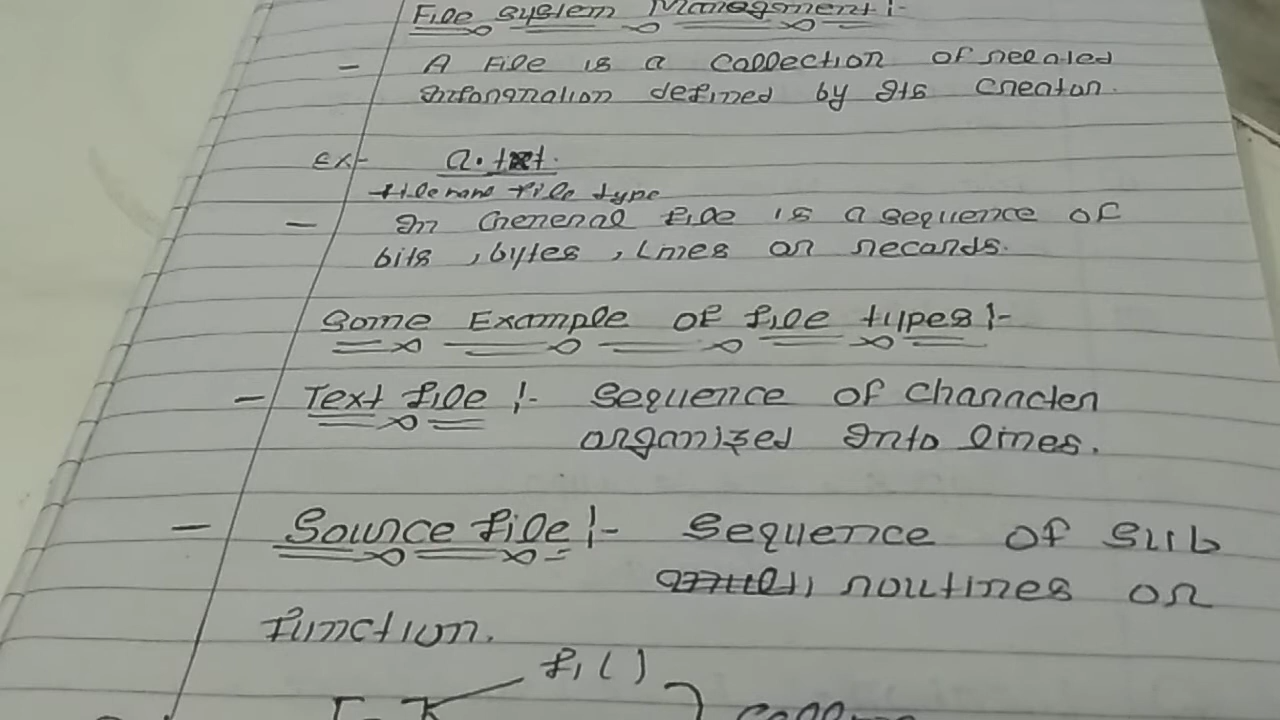 File System Management :-
- A File is a collection of related
information defined by its creator.
Ex- a.txt.
filename file type
- In General file is a sequence of
bits, bytes, lines or records.
Some Example of file types :-
- Text file :- Sequence of character
organized into lines.
- Source file :- Sequence of sub
routines or
function.
f1()